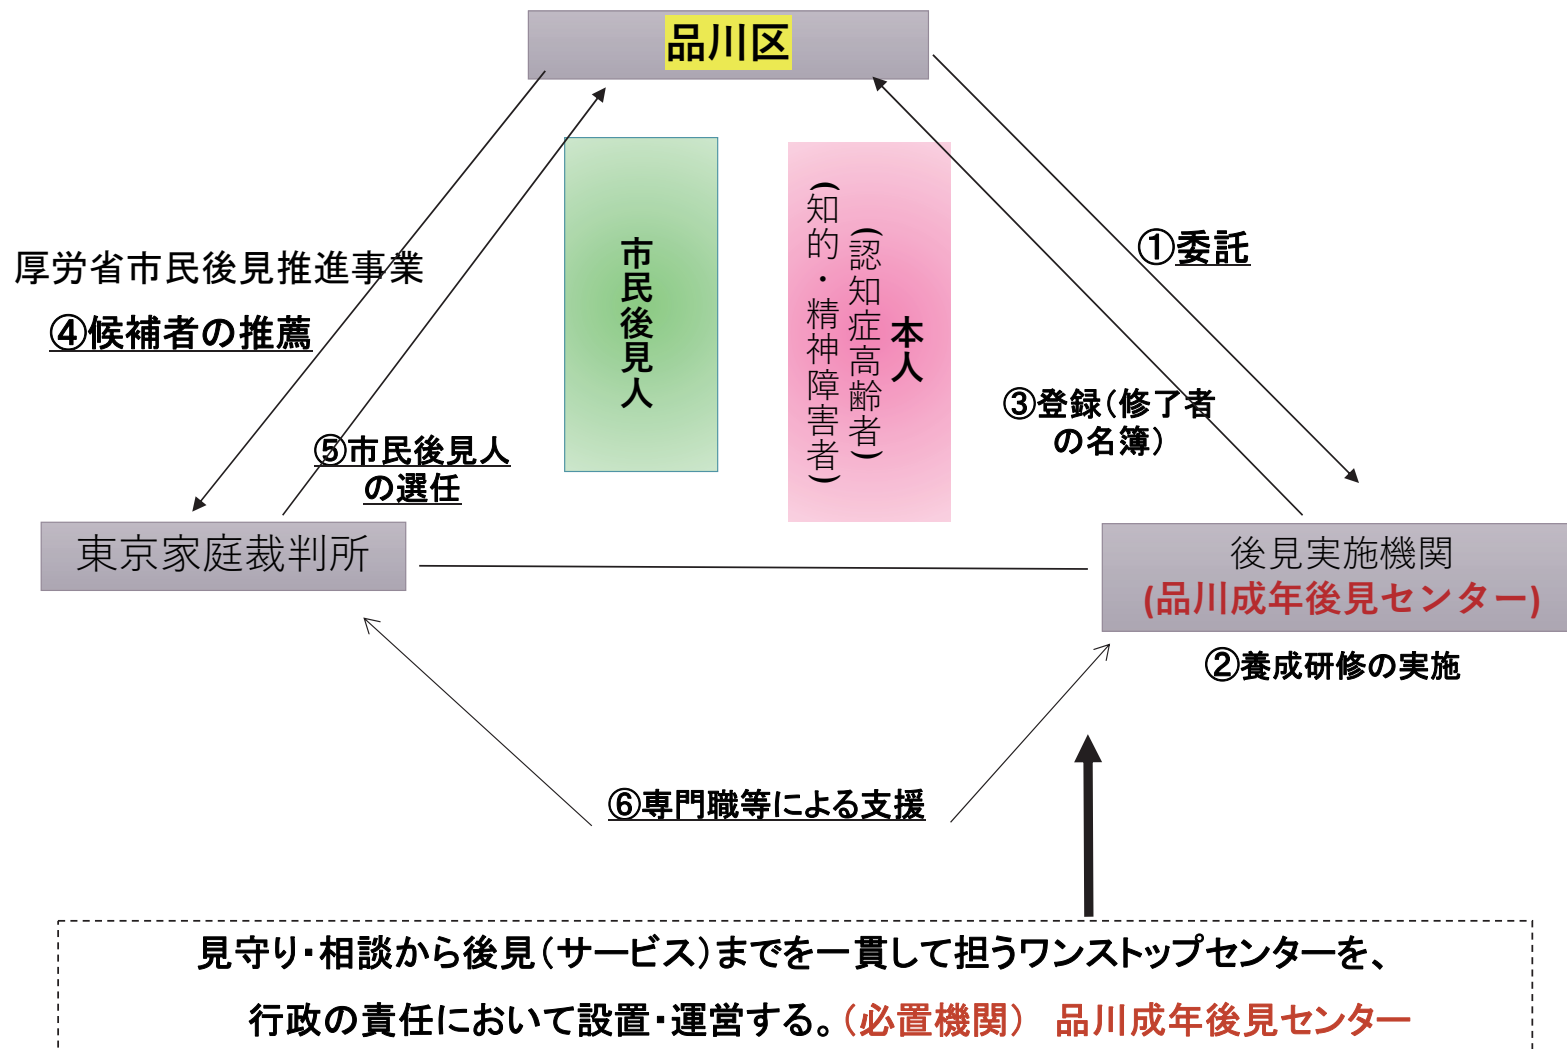 品川区
厚労省市民後見推進事業
④候補者の推薦
⑤市民後見人
の選任
市民後見人
本人
(認知症高齢者)
(知的・精神障害者)
①委託
③登録(修了者
の名簿)
東京家庭裁判所
後見実施機関
(品川成年後見センター)
②養成研修の実施
⑥専門職等による支援
見守り・相談から後見(サービス)までを一貫して担うワンストップセンターを、
行政の責任において設置・運営する。(必置機関) 品川成年後見センター